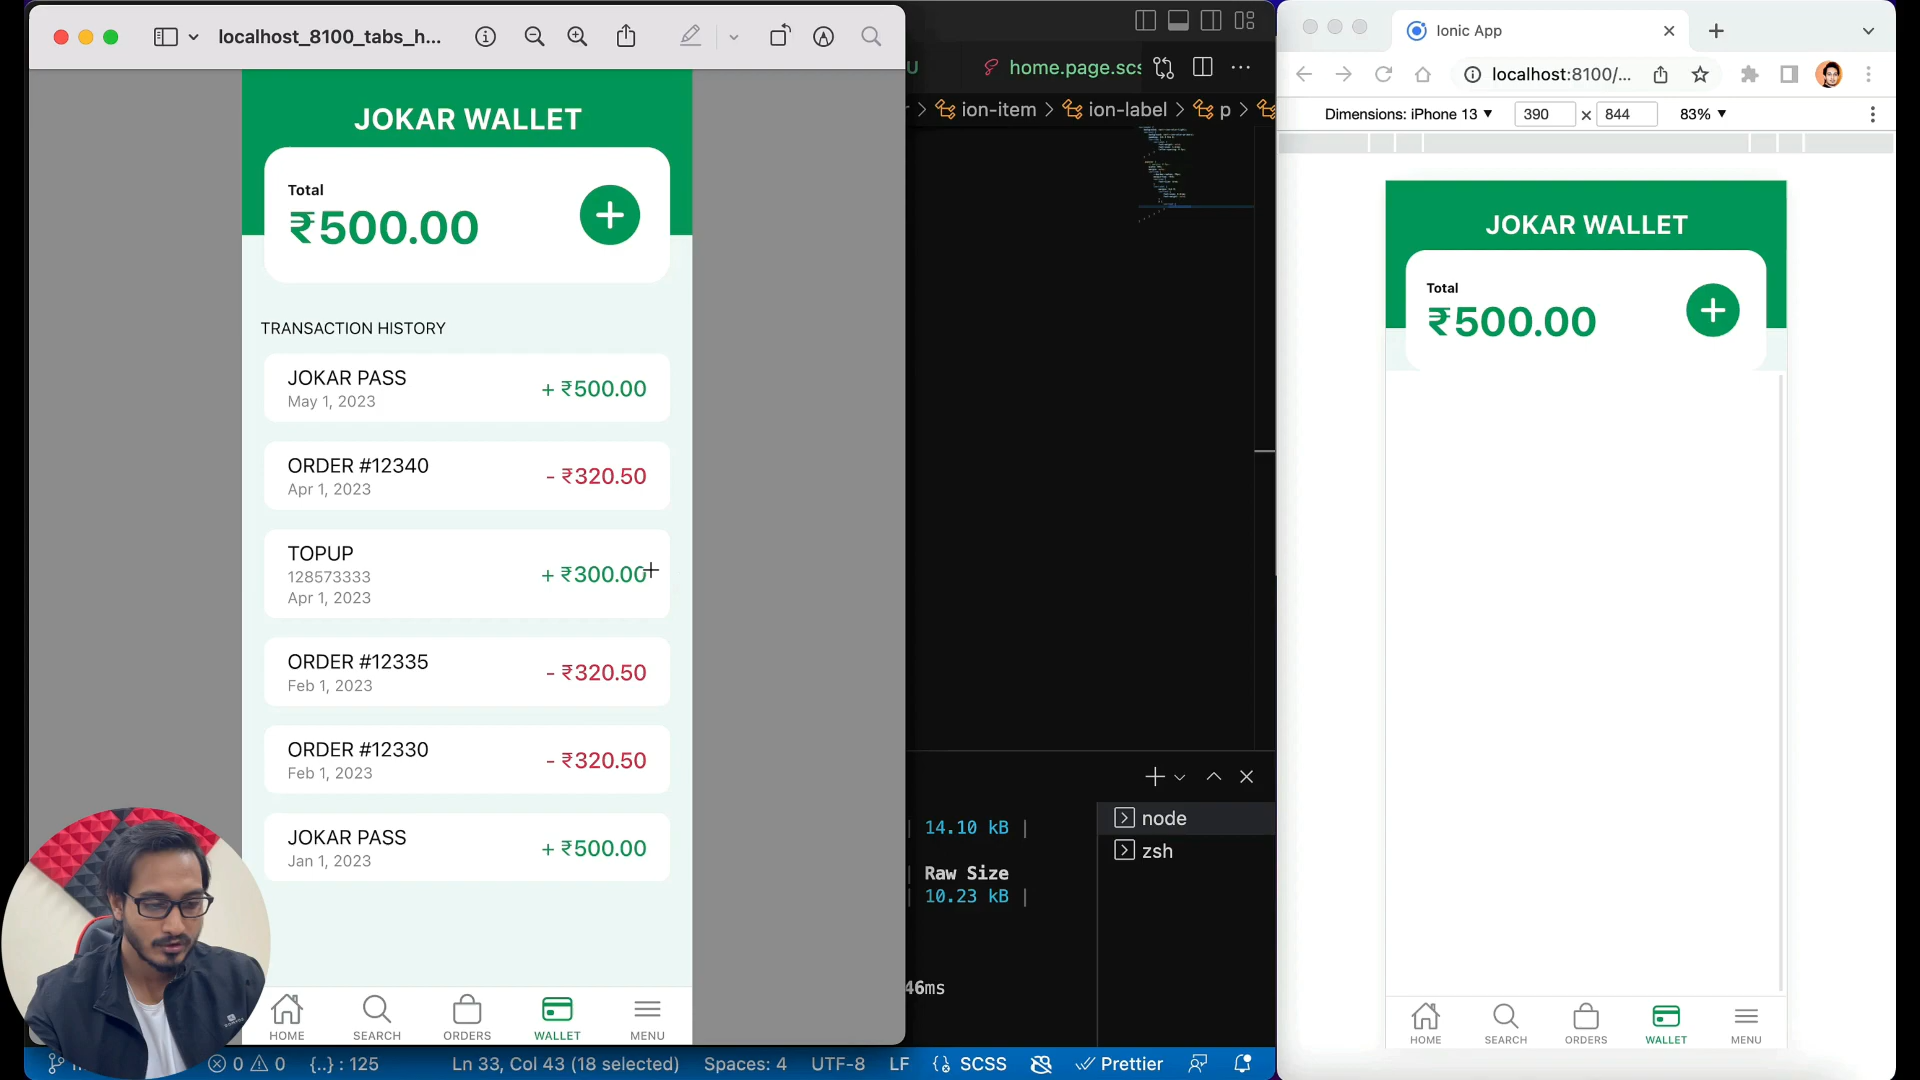 localhost_8100_tabs_h...
JOKAR WALLET
Total
₹500.00
TRANSACTION HISTORY
JOKAR PASS
May 1, 2023
+ ₹500.00
ORDER #12340
Apr 1, 2023
- ₹320.50
TOPUP
128573333
Apr 1, 2023
+ ₹300.00
ORDER #12335
Feb 1, 2023
- ₹320.50
ORDER #12330
Feb 1, 2023
- ₹320.50
JOKAR PASS
Jan 1, 2023
+ ₹500.00
HOME
SEARCH
ORDERS
WALLET
MENU
U
home.page.scs
ion-item > ion-label > p >
node
zsh
| 14.10 kB |
| Raw Size
| 10.23 kB |
46ms
0 0 {..} : 125 Ln 33, Col 43 (18 selected) Spaces: 4 UTF-8 LF SCSS Prettier
Ionic App
localhost:8100/...
Dimensions: iPhone 13 ▼ 390 × 844 83% ▼
JOKAR WALLET
Total
₹500.00
HOME
SEARCH
ORDERS
WALLET
MENU